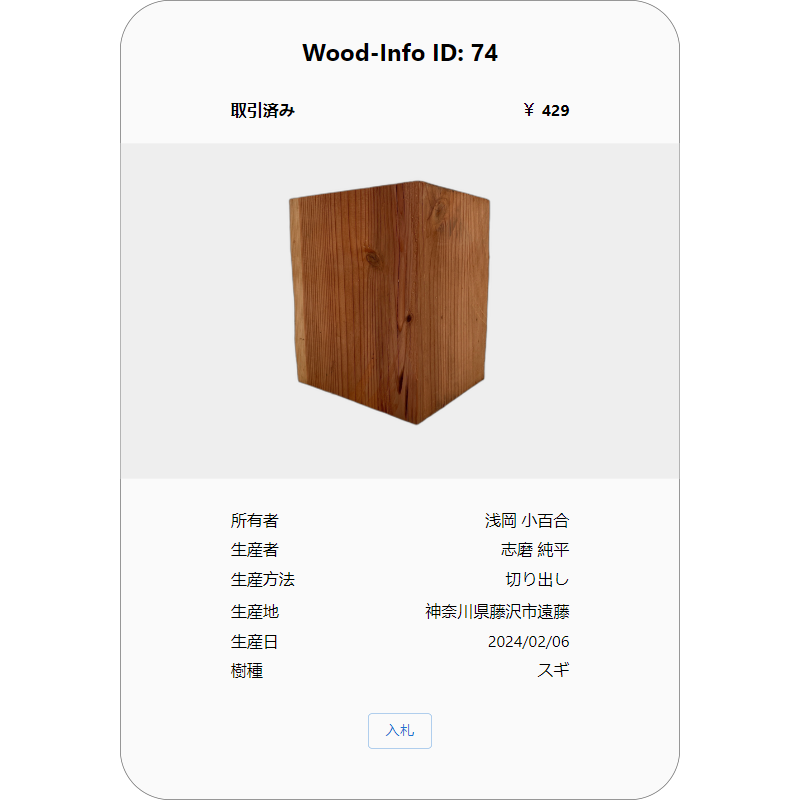 Wood-Info ID: 74
取引済み ￥ 429
所有者 浅岡 小百合
生産者 志磨 純平
生産方法 切り出し
生産地 神奈川県藤沢市遠藤
生産日 2024/02/06
樹種 スギ
入札